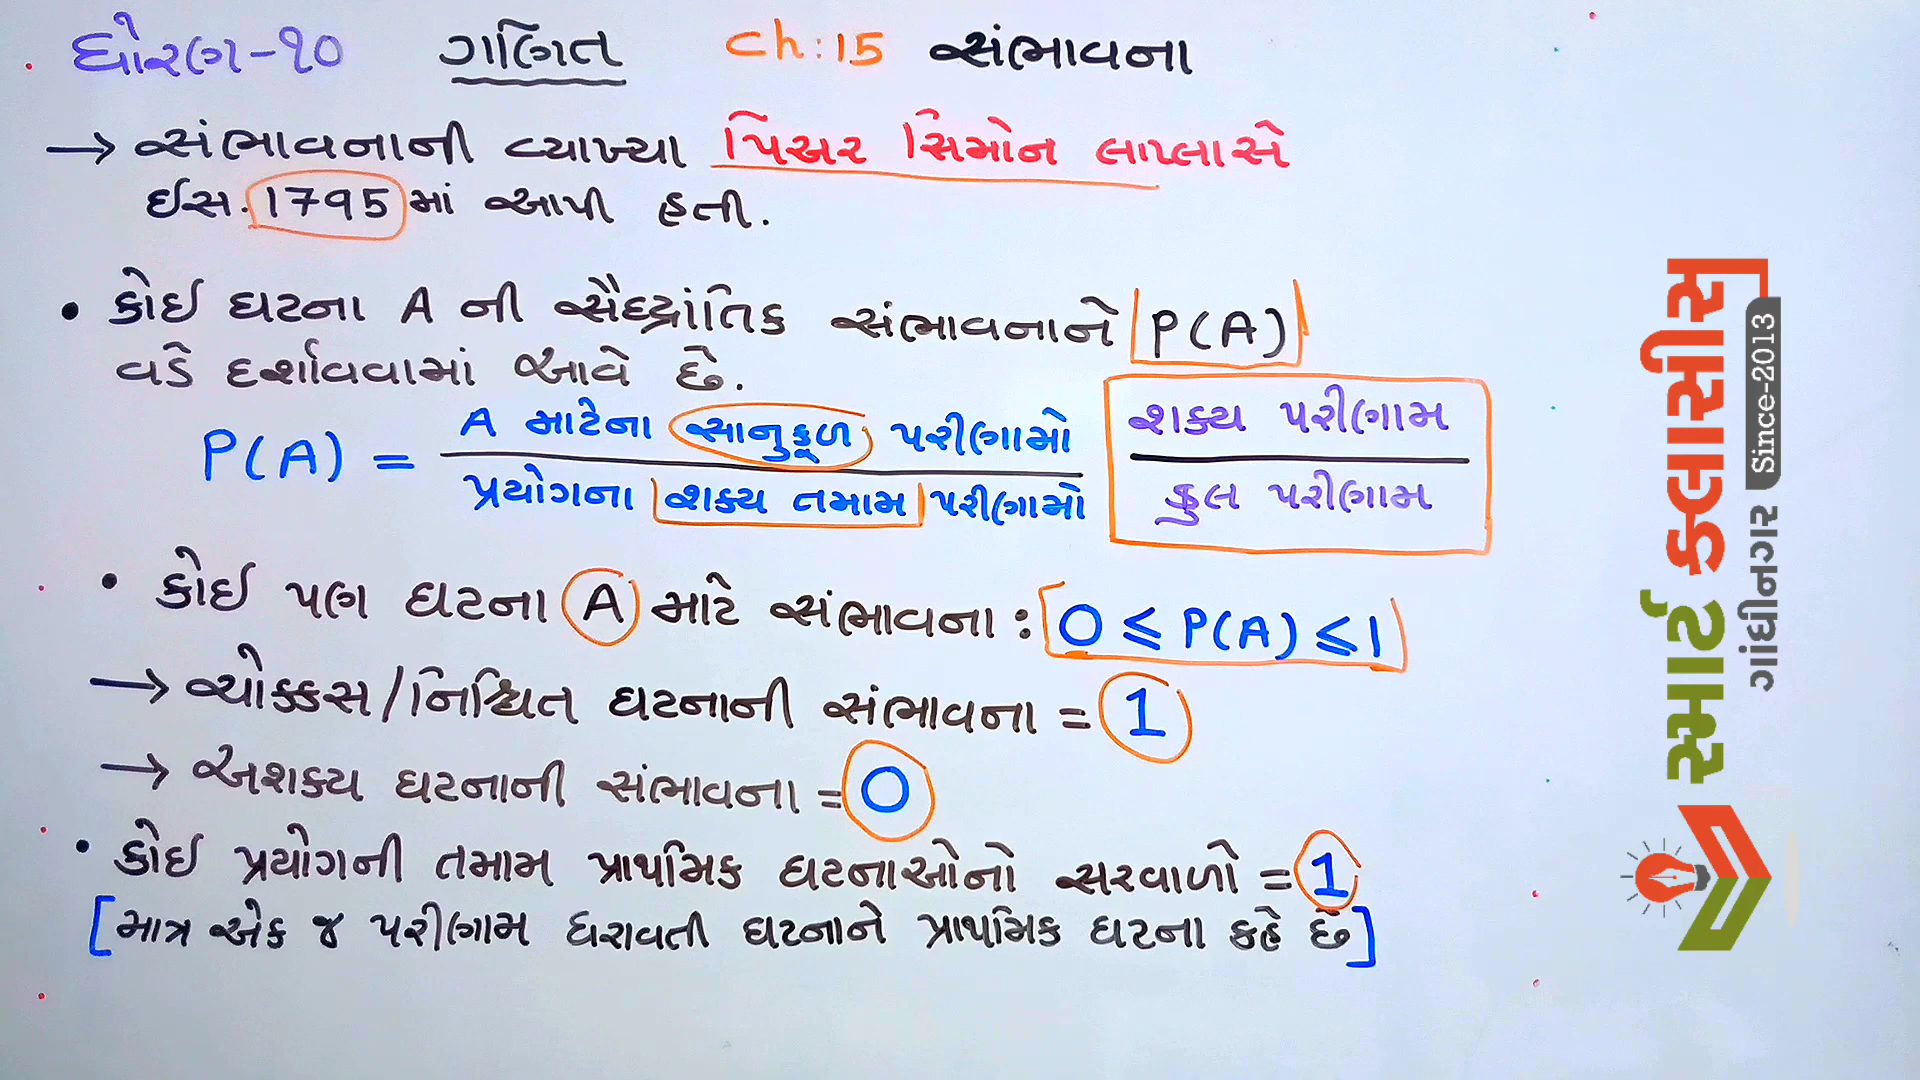 ધોરણ-૧૦ ગણિત Ch:15 સંભાવના
→ સંભાવનાની વ્યાખ્યા પિઅર સિમોન લાપ્લાસે
ઈસ. 1795 માં આપી હતી.
• કોઈ ઘટના A ની સૈદ્ધાંતિક સંભાવનાને P(A)
વડે દર્શાવવામાં આવે છે.
P(A) = A માટેના સાનુકૂળ પરીણામો
પ્રયોગના શક્ય તમામ પરીણામો
શક્ય પરીણામ
કુલ પરીણામ
• કોઈ પણ ઘટના A માટે સંભાવના : 0 ≤ P(A) ≤ 1
→ ચોક્કસ/નિશ્ચિત ઘટનાની સંભાવના = 1
→ અશક્ય ઘટનાની સંભાવના = 0
• કોઈ પ્રયોગની તમામ પ્રાથમિક ઘટનાઓનો સરવાળો = 1
[માત્ર એક જ પરીણામ ધરાવતી ઘટનાને પ્રાથમિક ઘટના કહે છે]
સ્માર્ટ ક્લાસીસ
Since-2013
ગાંધીનગર